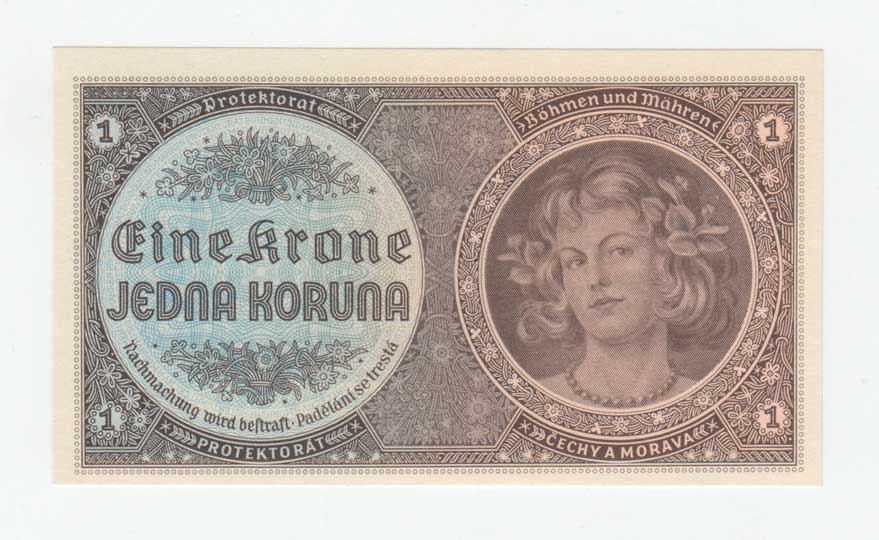 Protektorat
Böhmen und Mähren
1
1
Eine Krone
JEDNA KORUNA
Nachmachung wird bestraft · Padělání se trestá
1
1
PROTEKTORÁT
ČECHY A MORAVA